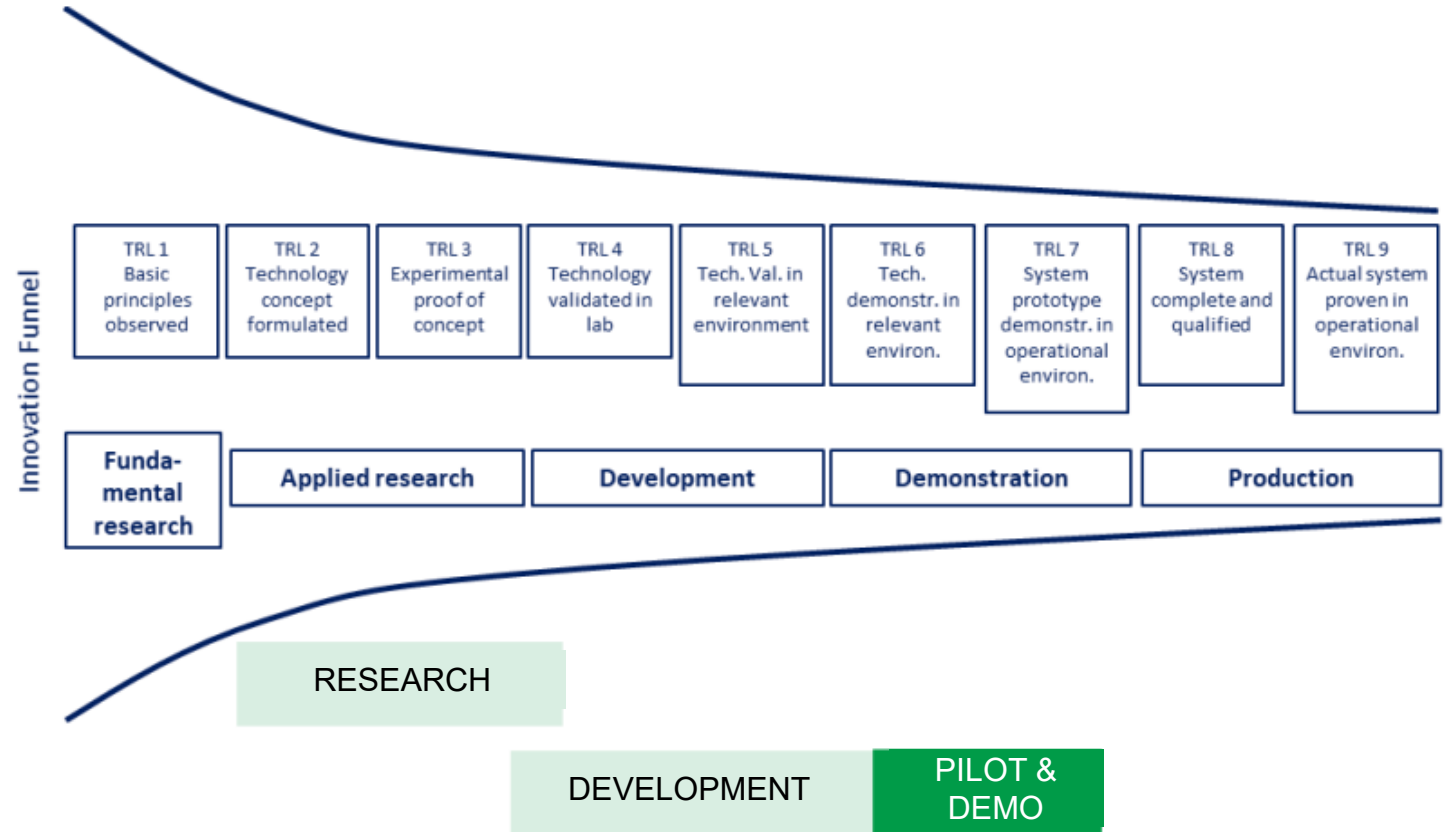 Innovation Funnel
TRL 1
Basic
principles
observed
TRL 2
Technology
concept
formulated
TRL 3
Experimental
proof of
concept
TRL 4
Technology
validated in
lab
TRL 5
Tech. Val. in
relevant
environment
TRL 6
Tech.
demonstr. in
relevant
environ.
TRL 7
System
prototype
demonstr. in
operational
environ.
TRL 8
System
complete and
qualified
TRL 9
Actual system
proven in
operational
environ.
Funda-
mental
research
Applied research
Development
Demonstration
Production
RESEARCH
DEVELOPMENT
PILOT &
DEMO